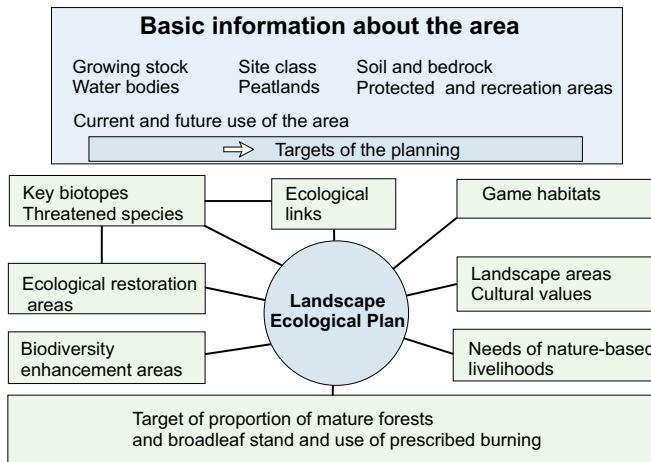 Basic information about the area
Growing stock Site class Soil and bedrock
Water bodies Peatlands Protected and recreation areas
Current and future use of the area
Targets of the planning
Key biotopes
Threatened species
Ecological
links
Game habitats
Ecological restoration
areas
Landscape
Ecological Plan
Landscape areas
Cultural values
Biodiversity
enhancement areas
Needs of nature-based
livelihoods
Target of proportion of mature forests
and broadleaf stand and use of prescribed burning